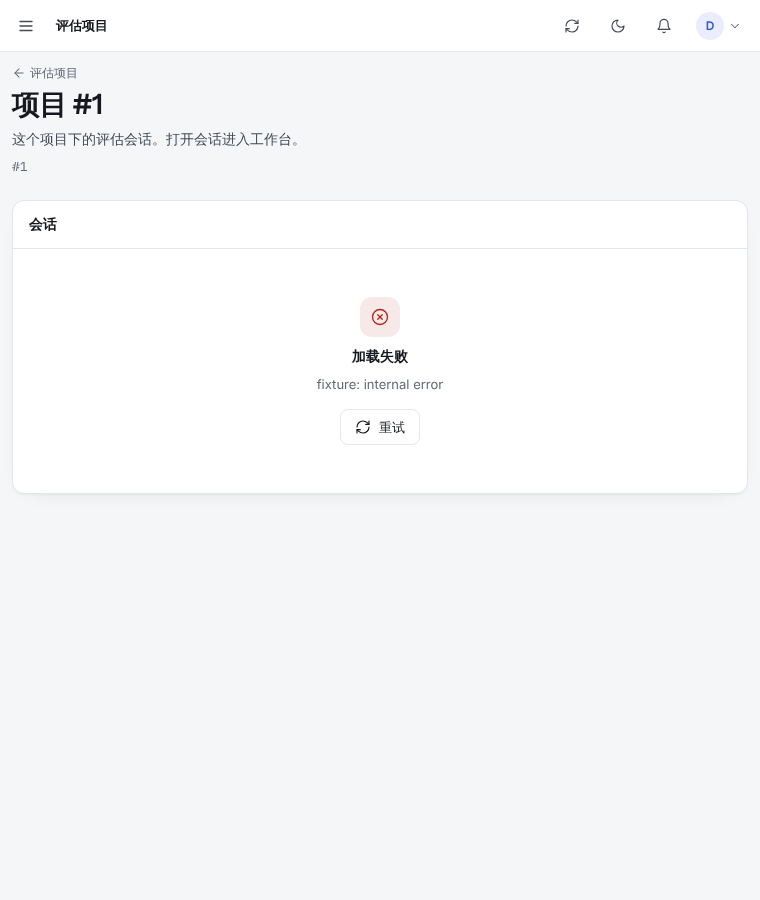 评估项目
D
评估项目
项目 #1
这个项目下的评估会话。打开会话进入工作台。
#1
会话
加载失败
fixture: internal error
重试